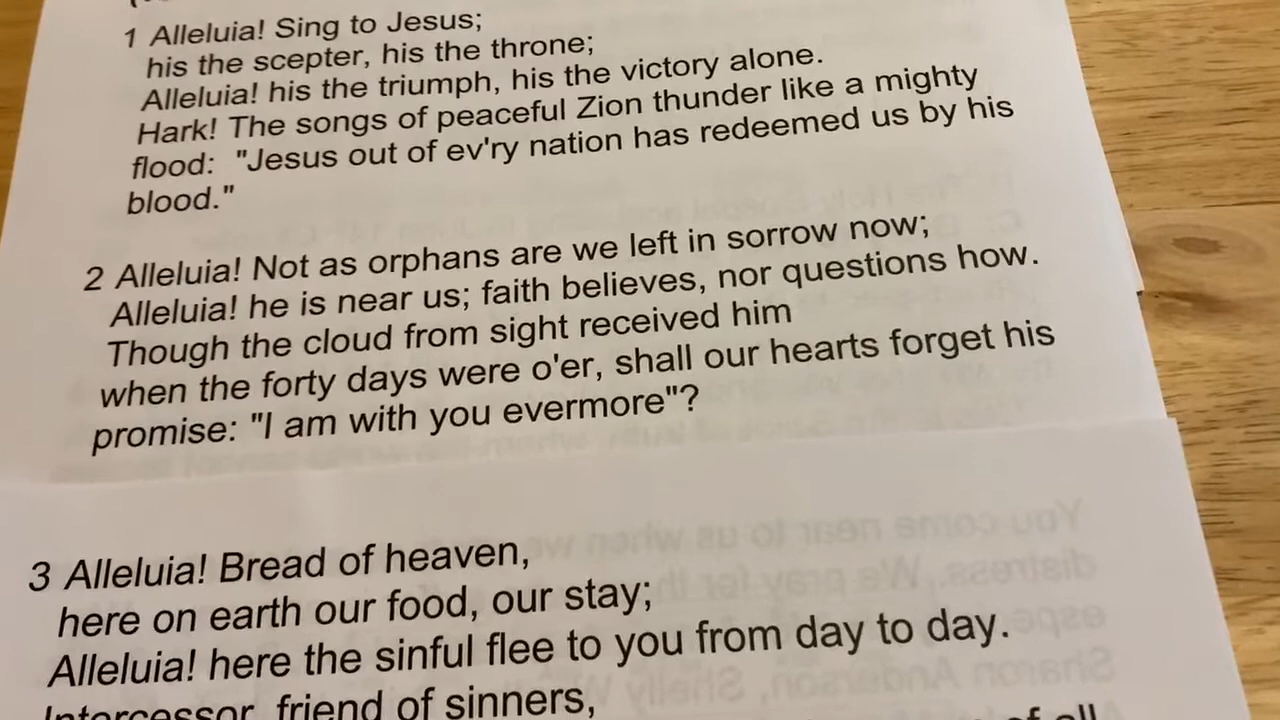 1 Alleluia! Sing to Jesus;
his the scepter, his the throne;
Alleluia! his the triumph, his the victory alone.
Hark! The songs of peaceful Zion thunder like a mighty
flood: "Jesus out of ev'ry nation has redeemed us by his
blood."
2 Alleluia! Not as orphans are we left in sorrow now;
Alleluia! he is near us; faith believes, nor questions how.
Though the cloud from sight received him
when the forty days were o'er, shall our hearts forget his
promise: "I am with you evermore"?
3 Alleluia! Bread of heaven,
here on earth our food, our stay;
Alleluia! here the sinful flee to you from day to day.
Intercessor, friend of sinners,
of all